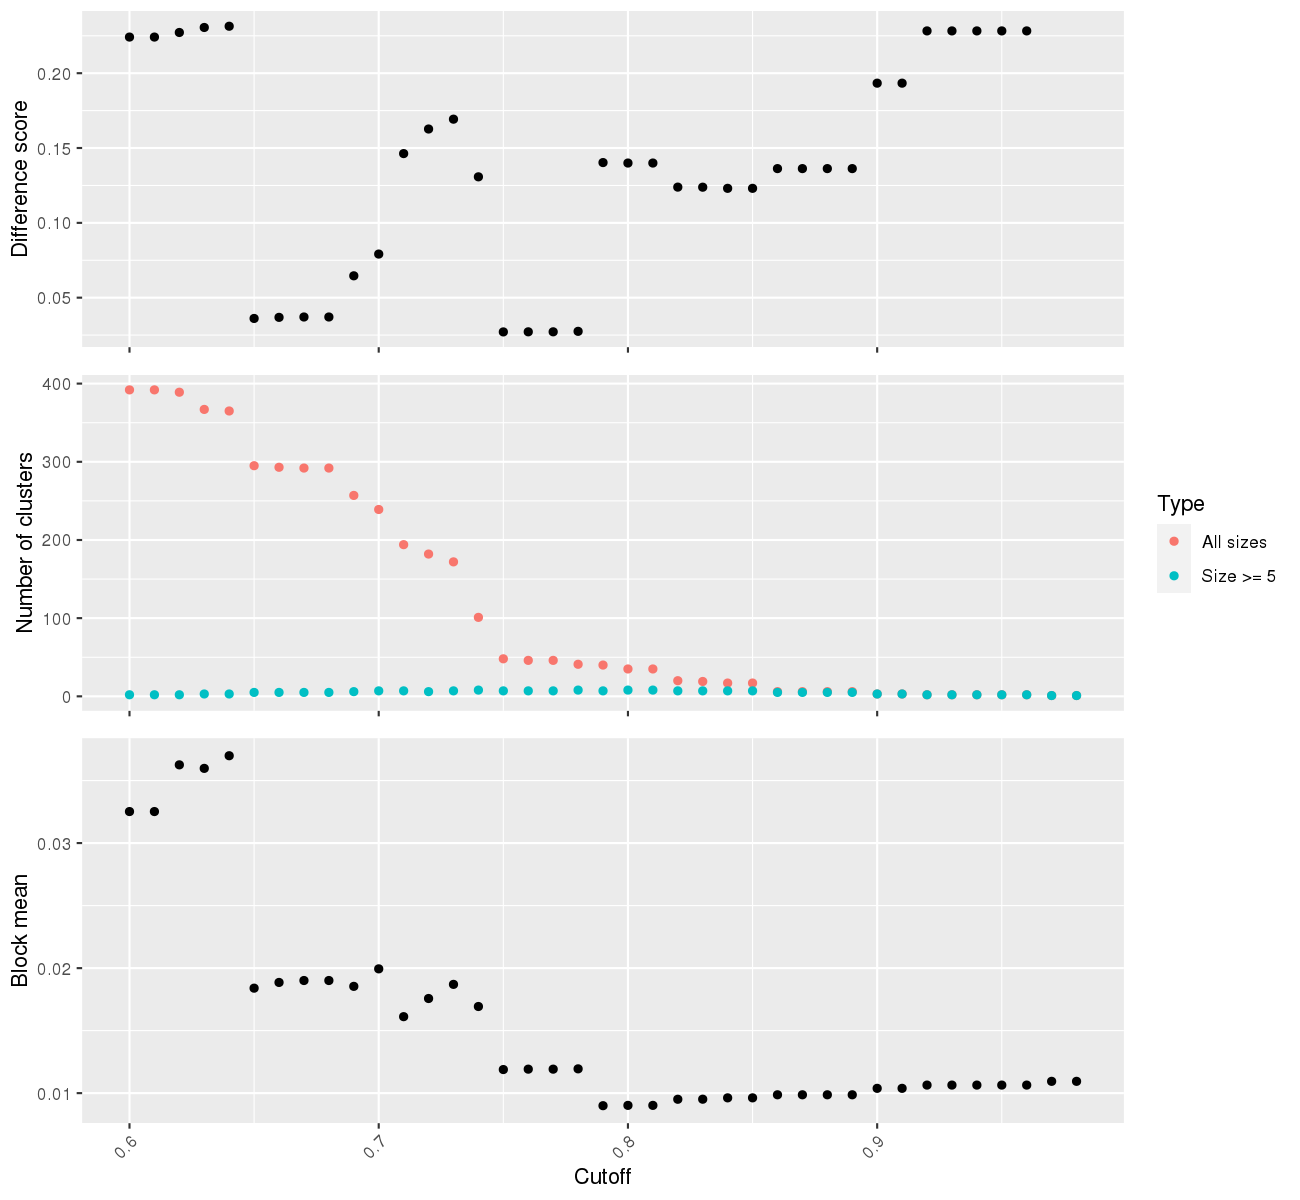 Difference score
0.20
0.15
0.10
0.05
Number of clusters
400
300
200
100
0
Type
All sizes
Size >= 5
Block mean
0.03
0.02
0.01
0.6
0.7
0.8
0.9
Cutoff